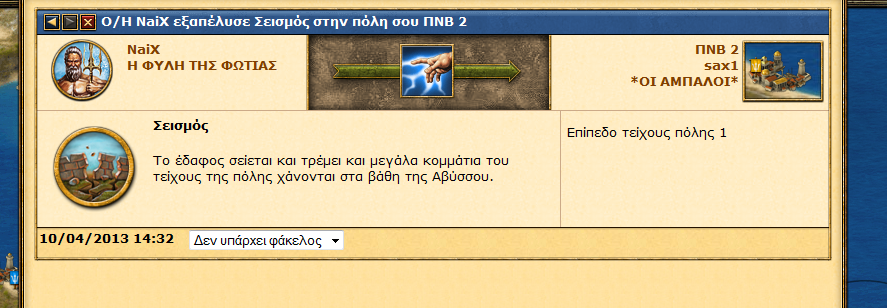 Ο/Η NaiX εξαπέλυσε Σεισμός στην πόλη σου ΠΝΒ 2
NaiX
Η ΦΥΛΗ ΤΗΣ ΦΩΤΙΑΣ
ΠΝΒ 2
sax1
*ΟΙ ΑΜΠΑΛΟΙ*
Σεισμός
Το έδαφος σείεται και τρέμει και μεγάλα κομμάτια του
τείχους της πόλης χάνονται στα βάθη της Αβύσσου.
Επίπεδο τείχους πόλης 1
10/04/2013 14:32
Δεν υπάρχει φάκελος